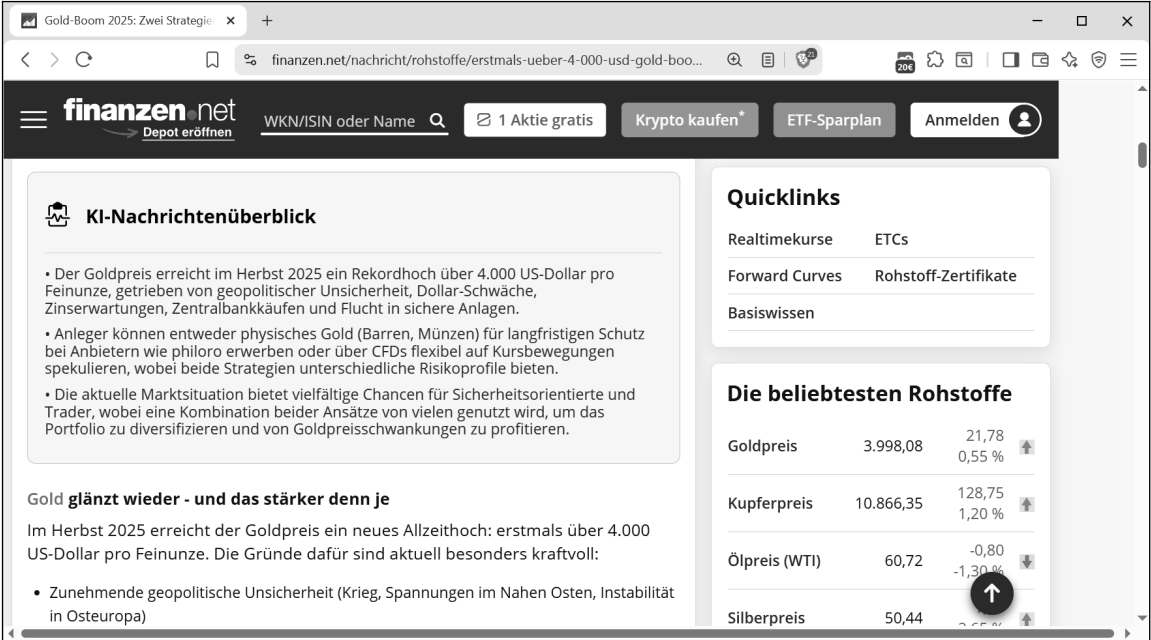 Gold-Boom 2025: Zwei Strategie
finanzen.net/nachricht/rohstoffe/erstmals-ueber-4-000-usd-gold-boo...
21
20€
finanzen.net
Depot eröffnen
WKN/ISIN oder Name
1 Aktie gratis
Krypto kaufen*
ETF-Sparplan
Anmelden
KI-Nachrichtenüberblick
• Der Goldpreis erreicht im Herbst 2025 ein Rekordhoch über 4.000 US-Dollar pro
Feinunze, getrieben von geopolitischer Unsicherheit, Dollar-Schwäche,
Zinserwartungen, Zentralbankkäufen und Flucht in sichere Anlagen.
• Anleger können entweder physisches Gold (Barren, Münzen) für langfristigen Schutz
bei Anbietern wie philoro erwerben oder über CFDs flexibel auf Kursbewegungen
spekulieren, wobei beide Strategien unterschiedliche Risikoprofile bieten.
• Die aktuelle Marktsituation bietet vielfältige Chancen für Sicherheitsorientierte und
Trader, wobei eine Kombination beider Ansätze von vielen genutzt wird, um das
Portfolio zu diversifizieren und von Goldpreisschwankungen zu profitieren.
Gold glänzt wieder - und das stärker denn je
Im Herbst 2025 erreicht der Goldpreis ein neues Allzeithoch: erstmals über 4.000
US-Dollar pro Feinunze. Die Gründe dafür sind aktuell besonders kraftvoll:
• Zunehmende geopolitische Unsicherheit (Krieg, Spannungen im Nahen Osten, Instabilität
in Osteuropa)
Quicklinks
Realtimekurse ETCs
Forward Curves Rohstoff-Zertifikate
Basiswissen
Die beliebtesten Rohstoffe
Goldpreis 3.998,08 21,78
0,55 %
Kupferpreis 10.866,35 128,75
1,20 %
Ölpreis (WTI) 60,72 -0,80
-1,30 %
Silberpreis 50,44